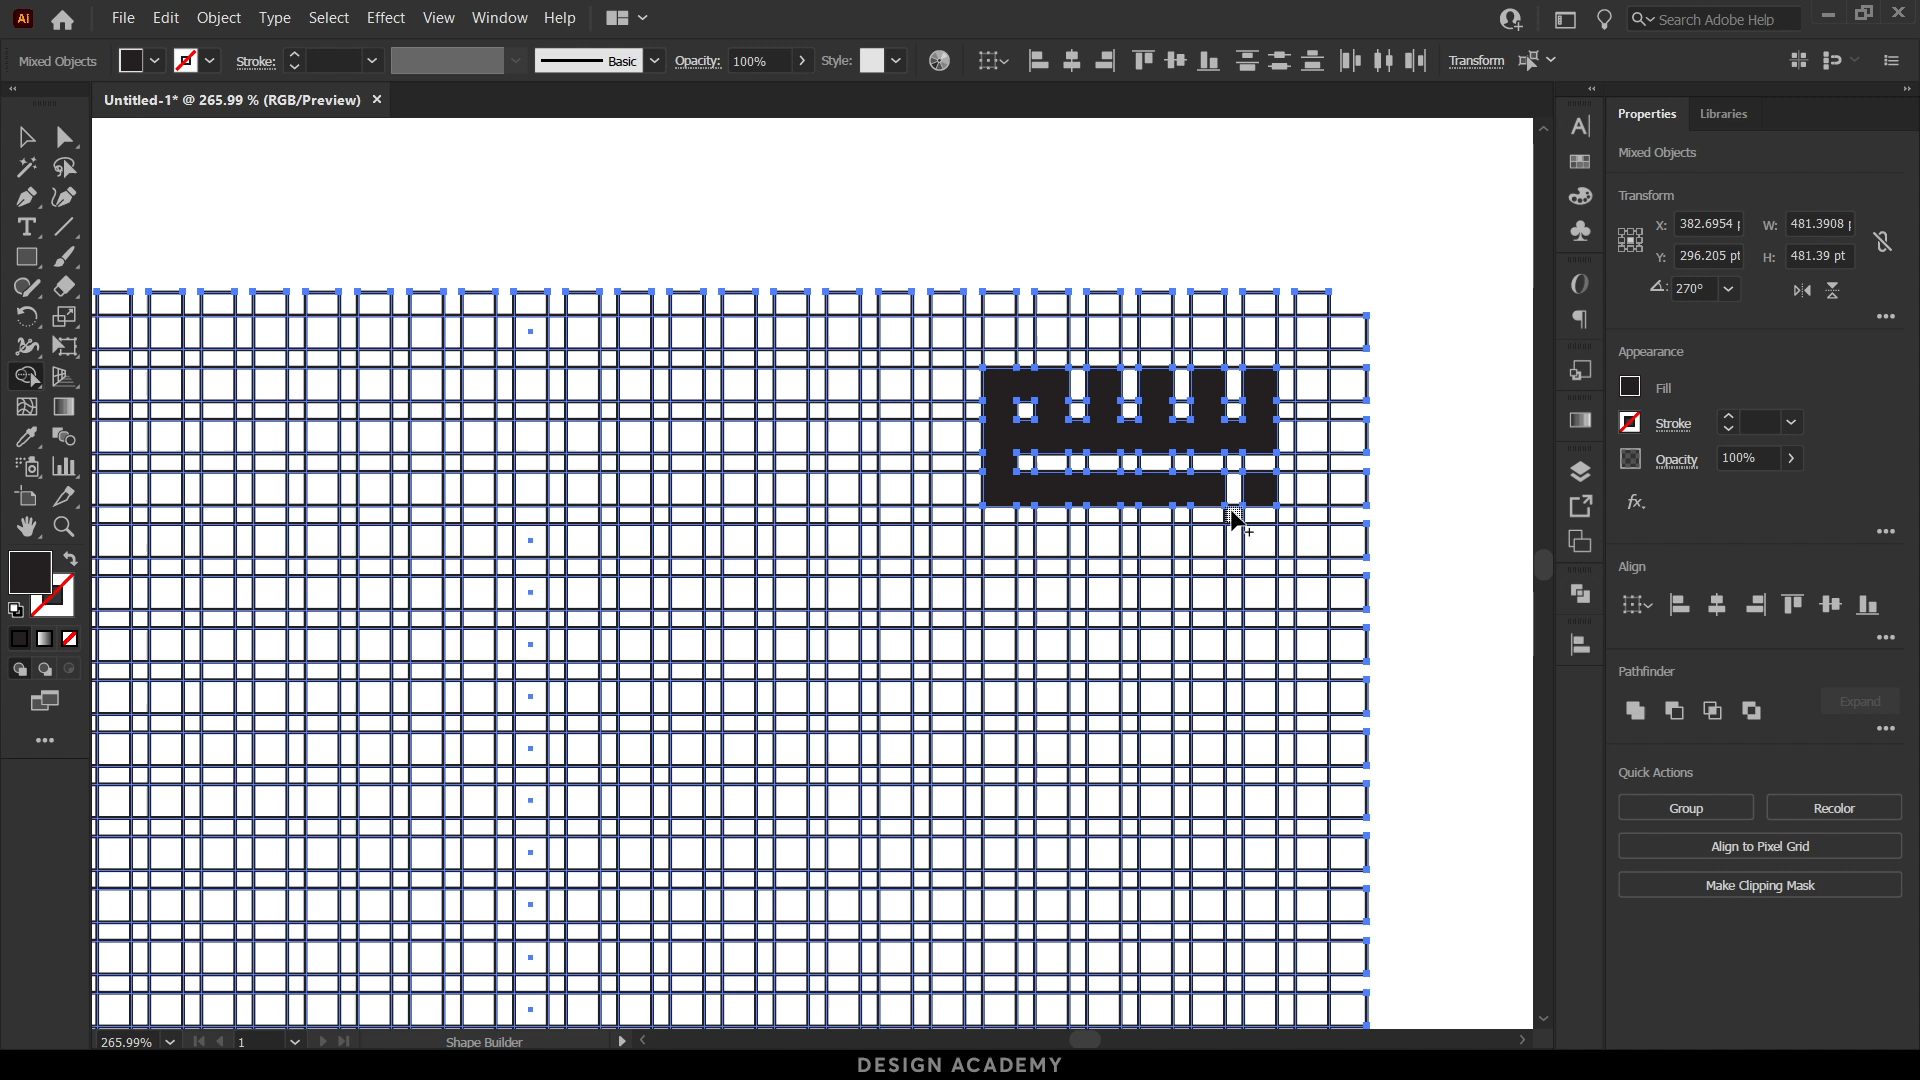 Ai
File Edit Object Type Select Effect View Window Help
Search Adobe Help
Mixed Objects Stroke: Basic Opacity: 100% Style: Transform
Untitled-1* @ 265.99 % (RGB/Preview) ×
Properties Libraries
Mixed Objects
Transform
X: 382.6954 W: 481.3908
Y: 296.205 pt H: 481.39 pt
270°
Appearance
Fill
Stroke
Opacity 100%
fx.
Align
Pathfinder
Expand
Quick Actions
Group Recolor
Align to Pixel Grid
Make Clipping Mask
265.99% 1 Shape Builder
DESIGN ACADEMY